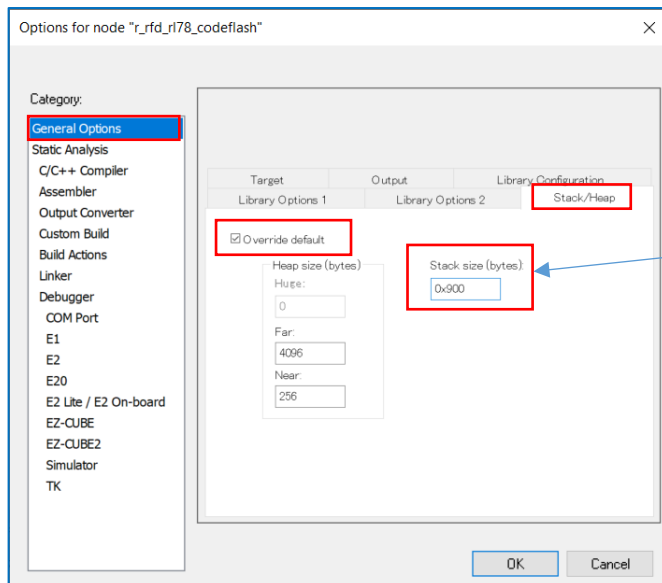 Options for node "r_rfd_rl78_codeflash"
Category:
General Options
Static Analysis
C/C++ Compiler
Assembler
Output Converter
Custom Build
Build Actions
Linker
Debugger
COM Port
E1
E2
E20
E2 Lite / E2 On-board
EZ-CUBE
EZ-CUBE2
Simulator
TK
Target Output Library Configuration
Library Options 1 Library Options 2 Stack/Heap
Override default
Heap size (bytes)
Huge:
0
Far:
4096
Near:
256
Stack size (bytes):
0x900
OK Cancel